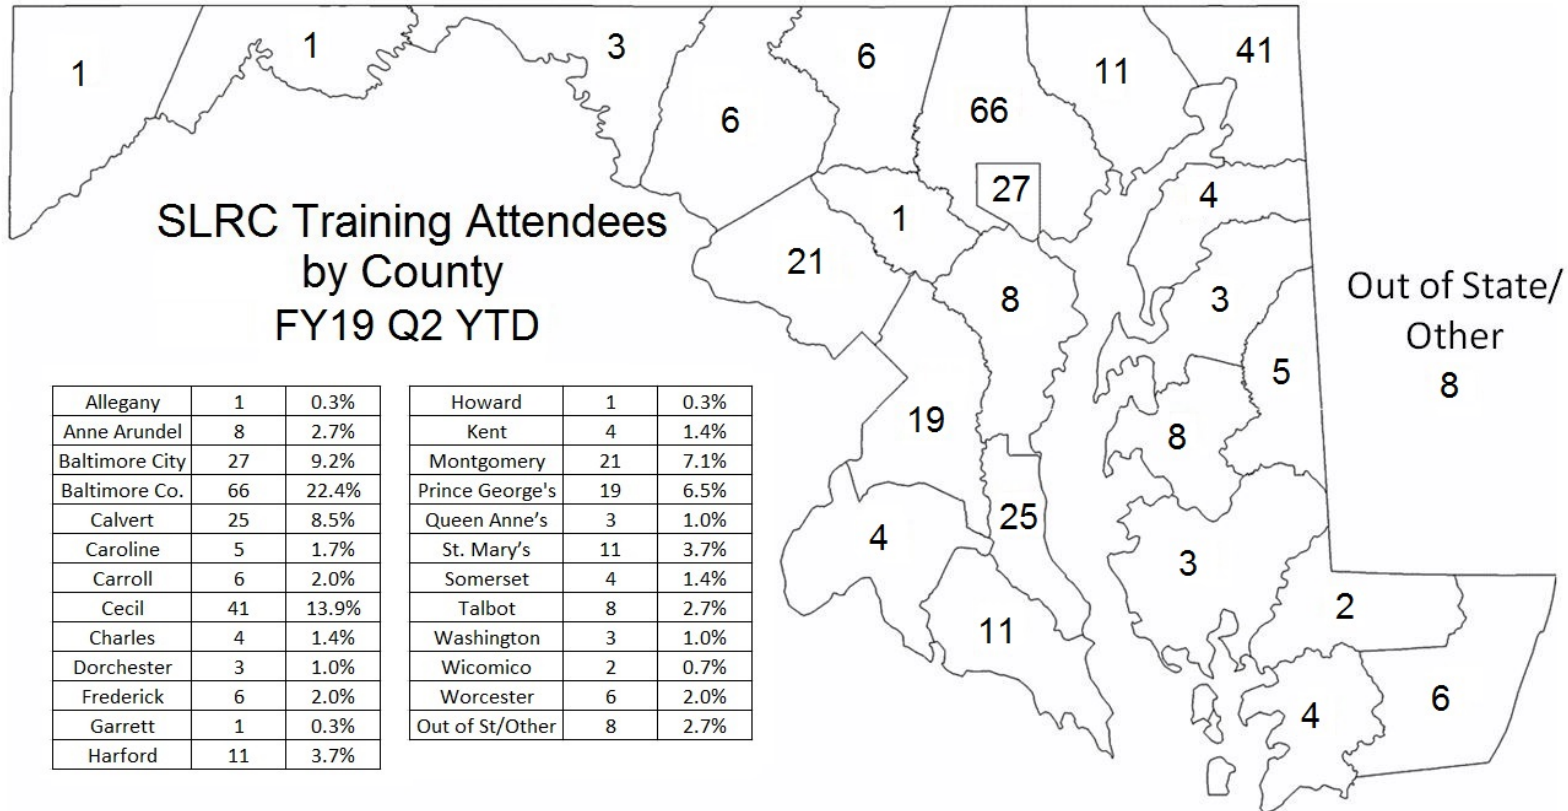 1
1
3
6
6
66
11
41
27
4
1
21
8
3
5
8
19
25
4
11
3
2
4
6
SLRC Training Attendees
by County
FY19 Q2 YTD
Out of State/
Other
8
Allegany 1 0.3%
Anne Arundel 8 2.7%
Baltimore City 27 9.2%
Baltimore Co. 66 22.4%
Calvert 25 8.5%
Caroline 5 1.7%
Carroll 6 2.0%
Cecil 41 13.9%
Charles 4 1.4%
Dorchester 3 1.0%
Frederick 6 2.0%
Garrett 1 0.3%
Harford 11 3.7%
Howard 1 0.3%
Kent 4 1.4%
Montgomery 21 7.1%
Prince George's 19 6.5%
Queen Anne’s 3 1.0%
St. Mary’s 11 3.7%
Somerset 4 1.4%
Talbot 8 2.7%
Washington 3 1.0%
Wicomico 2 0.7%
Worcester 6 2.0%
Out of St/Other 8 2.7%